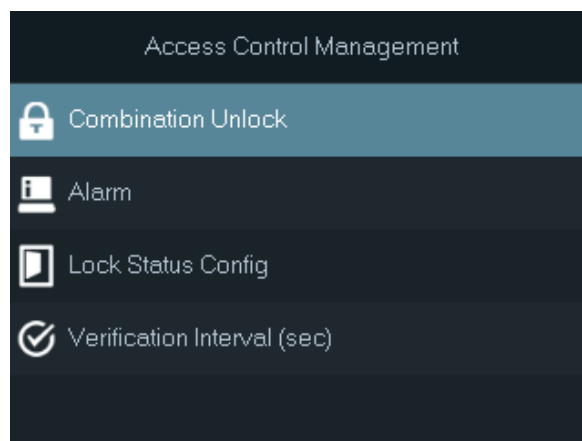 Access Control Management
Combination Unlock
Alarm
Lock Status Config
Verification Interval (sec)